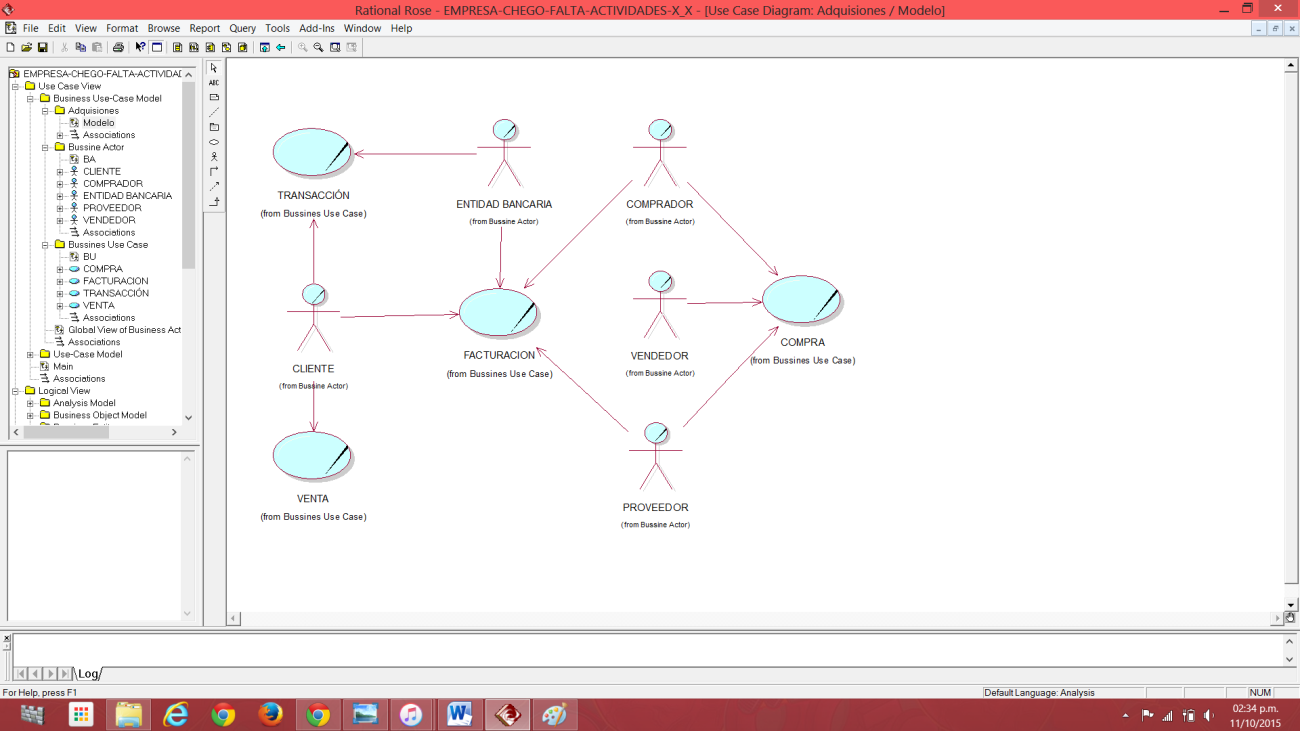 Rational Rose - EMPRESA-CHEGO-FALTA-ACTIVIDADES-X_X - [Use Case Diagram: Adquisiones / Modelo]
File Edit View Format Browse Report Query Tools Add-Ins Window Help
EMPRESA-CHEGO-FALTA-ACTIVIDAD
Use Case View
Business Use-Case Model
Adquisiones
Modelo
Associations
Bussine Actor
BA
CLIENTE
COMPRADOR
ENTIDAD BANCARIA
PROVEEDOR
VENDEDOR
Associations
Bussines Use Case
BU
COMPRA
FACTURACION
TRANSACCIÓN
VENTA
Associations
Global View of Business Act
Associations
Use-Case Model
Main
Associations
Logical View
Analysis Model
Business Object Model
ABC
TRANSACCIÓN
(from Bussines Use Case)
ENTIDAD BANCARIA
(from Bussine Actor)
COMPRADOR
(from Bussine Actor)
CLIENTE
(from Bussine Actor)
FACTURACION
(from Bussines Use Case)
VENDEDOR
(from Bussine Actor)
COMPRA
(from Bussines Use Case)
VENTA
(from Bussines Use Case)
PROVEEDOR
(from Bussine Actor)
Log
For Help, press F1
Default Language: Analysis
NUM
02:34 p.m.
11/10/2015